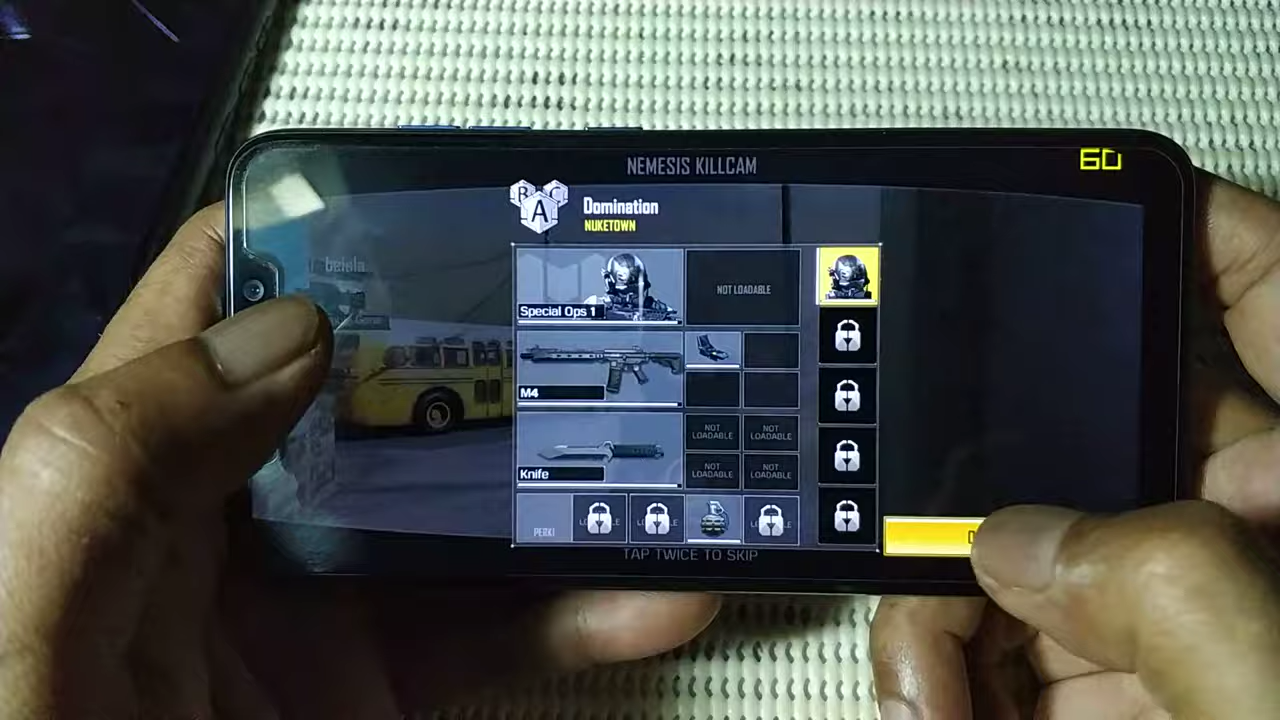 NEMESIS KILLCAM
60
B C
A
Domination
NUKETOWN
beisla
Special Ops 1
NOT LOADABLE
M4
NOT LOADABLE
NOT LOADABLE
Knife
NOT LOADABLE
NOT LOADABLE
TAP TWICE TO SKIP